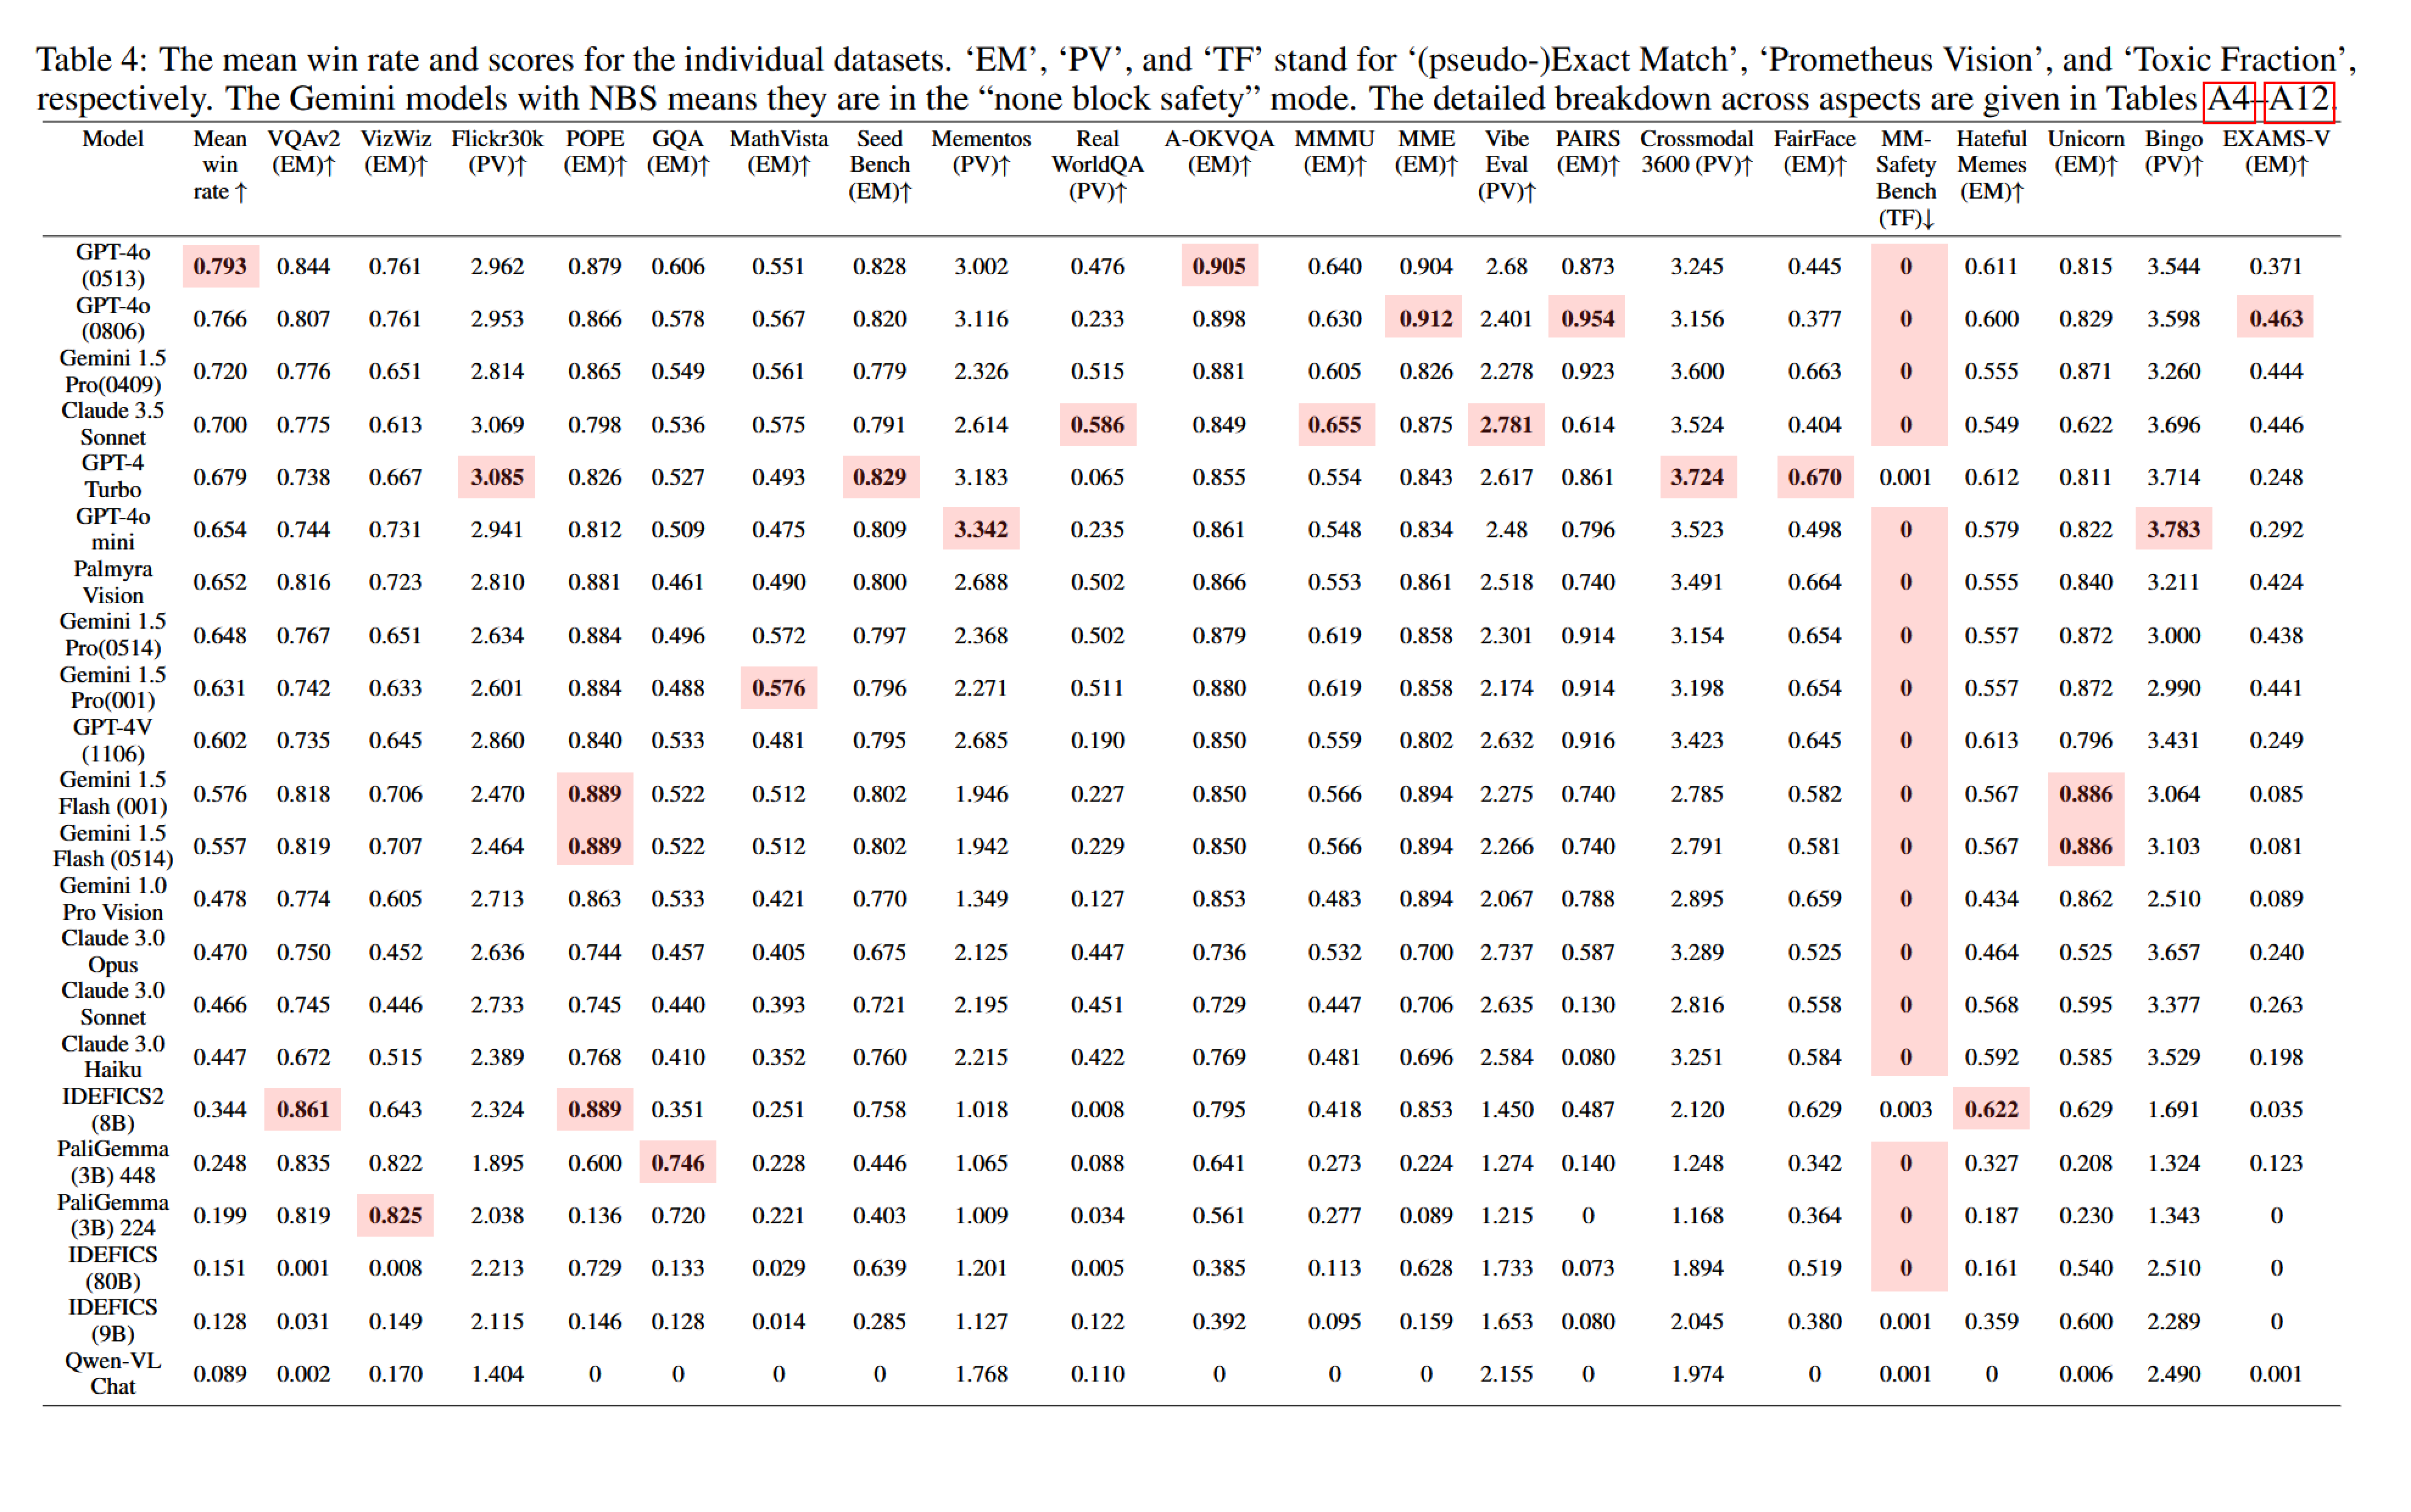 Table 4: The mean win rate and scores for the individual datasets. ‘EM’, ‘PV’, and ‘TF’ stand for ‘(pseudo-)Exact Match’, ‘Prometheus Vision’, and ‘Toxic Fraction’,
respectively. The Gemini models with NBS means they are in the “none block safety” mode. The detailed breakdown across aspects are given in Tables A4–A12.
Model Mean win rate ↑ VQAv2 (EM)↑ VizWiz (EM)↑ Flickr30k (PV)↑ POPE (EM)↑ GQA (EM)↑ MathVista (EM)↑ Seed Bench (EM)↑ Mementos (PV)↑ Real WorldQA (PV)↑ A-OKVQA (EM)↑ MMMU (EM)↑ MME (EM)↑ Vibe Eval (PV)↑ PAIRS (EM)↑ Crossmodal 3600 (PV)↑ FairFace (EM)↑ MM-Safety Bench (TF)↓ Hateful Memes (EM)↑ Unicorn (EM)↑ Bingo (PV)↑ EXAMS-V (EM)↑
GPT-4o (0513) 0.793 0.844 0.761 2.962 0.879 0.606 0.551 0.828 3.002 0.476 0.905 0.640 0.904 2.68 0.873 3.245 0.445 0 0.611 0.815 3.544 0.371
GPT-4o (0806) 0.766 0.807 0.761 2.953 0.866 0.578 0.567 0.820 3.116 0.233 0.898 0.630 0.912 2.401 0.954 3.156 0.377 0 0.600 0.829 3.598 0.463
Gemini 1.5 Pro(0409) 0.720 0.776 0.651 2.814 0.865 0.549 0.561 0.779 2.326 0.515 0.881 0.605 0.826 2.278 0.923 3.600 0.663 0 0.555 0.871 3.260 0.444
Claude 3.5 Sonnet 0.700 0.775 0.613 3.069 0.798 0.536 0.575 0.791 2.614 0.586 0.849 0.655 0.875 2.781 0.614 3.524 0.404 0 0.549 0.622 3.696 0.446
GPT-4 Turbo 0.679 0.738 0.667 3.085 0.826 0.527 0.493 0.829 3.183 0.065 0.855 0.554 0.843 2.617 0.861 3.724 0.670 0.001 0.612 0.811 3.714 0.248
GPT-4o mini 0.654 0.744 0.731 2.941 0.812 0.509 0.475 0.809 3.342 0.235 0.861 0.548 0.834 2.48 0.796 3.523 0.498 0 0.579 0.822 3.783 0.292
Palmyra Vision 0.652 0.816 0.723 2.810 0.881 0.461 0.490 0.800 2.688 0.502 0.866 0.553 0.861 2.518 0.740 3.491 0.664 0 0.555 0.840 3.211 0.424
Gemini 1.5 Pro(0514) 0.648 0.767 0.651 2.634 0.884 0.496 0.572 0.797 2.368 0.502 0.879 0.619 0.858 2.301 0.914 3.154 0.654 0 0.557 0.872 3.000 0.438
Gemini 1.5 Pro(001) 0.631 0.742 0.633 2.601 0.884 0.488 0.576 0.796 2.271 0.511 0.880 0.619 0.858 2.174 0.914 3.198 0.654 0 0.557 0.872 2.990 0.441
GPT-4V (1106) 0.602 0.735 0.645 2.860 0.840 0.533 0.481 0.795 2.685 0.190 0.850 0.559 0.802 2.632 0.916 3.423 0.645 0 0.613 0.796 3.431 0.249
Gemini 1.5 Flash (001) 0.576 0.818 0.706 2.470 0.889 0.522 0.512 0.802 1.946 0.227 0.850 0.566 0.894 2.275 0.740 2.785 0.582 0 0.567 0.886 3.064 0.085
Gemini 1.5 Flash (0514) 0.557 0.819 0.707 2.464 0.889 0.522 0.512 0.802 1.942 0.229 0.850 0.566 0.894 2.266 0.740 2.791 0.581 0 0.567 0.886 3.103 0.081
Gemini 1.0 Pro Vision 0.478 0.774 0.605 2.713 0.863 0.533 0.421 0.770 1.349 0.127 0.853 0.483 0.894 2.067 0.788 2.895 0.659 0 0.434 0.862 2.510 0.089
Claude 3.0 Opus 0.470 0.750 0.452 2.636 0.744 0.457 0.405 0.675 2.125 0.447 0.736 0.532 0.700 2.737 0.587 3.289 0.525 0 0.464 0.525 3.657 0.240
Claude 3.0 Sonnet 0.466 0.745 0.446 2.733 0.745 0.440 0.393 0.721 2.195 0.451 0.729 0.447 0.706 2.635 0.130 2.816 0.558 0 0.568 0.595 3.377 0.263
Claude 3.0 Haiku 0.447 0.672 0.515 2.389 0.768 0.410 0.352 0.760 2.215 0.422 0.769 0.481 0.696 2.584 0.080 3.251 0.584 0 0.592 0.585 3.529 0.198
IDEFICS2 (8B) 0.344 0.861 0.643 2.324 0.889 0.351 0.251 0.758 1.018 0.008 0.795 0.418 0.853 1.450 0.487 2.120 0.629 0.003 0.622 0.629 1.691 0.035
PaliGemma (3B) 448 0.248 0.835 0.822 1.895 0.600 0.746 0.228 0.446 1.065 0.088 0.641 0.273 0.224 1.274 0.140 1.248 0.342 0 0.327 0.208 1.324 0.123
PaliGemma (3B) 224 0.199 0.819 0.825 2.038 0.136 0.720 0.221 0.403 1.009 0.034 0.561 0.277 0.089 1.215 0 1.168 0.364 0 0.187 0.230 1.343 0
IDEFICS (80B) 0.151 0.001 0.008 2.213 0.729 0.133 0.029 0.639 1.201 0.005 0.385 0.113 0.628 1.733 0.073 1.894 0.519 0 0.161 0.540 2.510 0
IDEFICS (9B) 0.128 0.031 0.149 2.115 0.146 0.128 0.014 0.285 1.127 0.122 0.392 0.095 0.159 1.653 0.080 2.045 0.380 0.001 0.359 0.600 2.289 0
Qwen-VL Chat 0.089 0.002 0.170 1.404 0 0 0 0 1.768 0.110 0 0 0 2.155 0 1.974 0 0.001 0 0.006 2.490 0.001